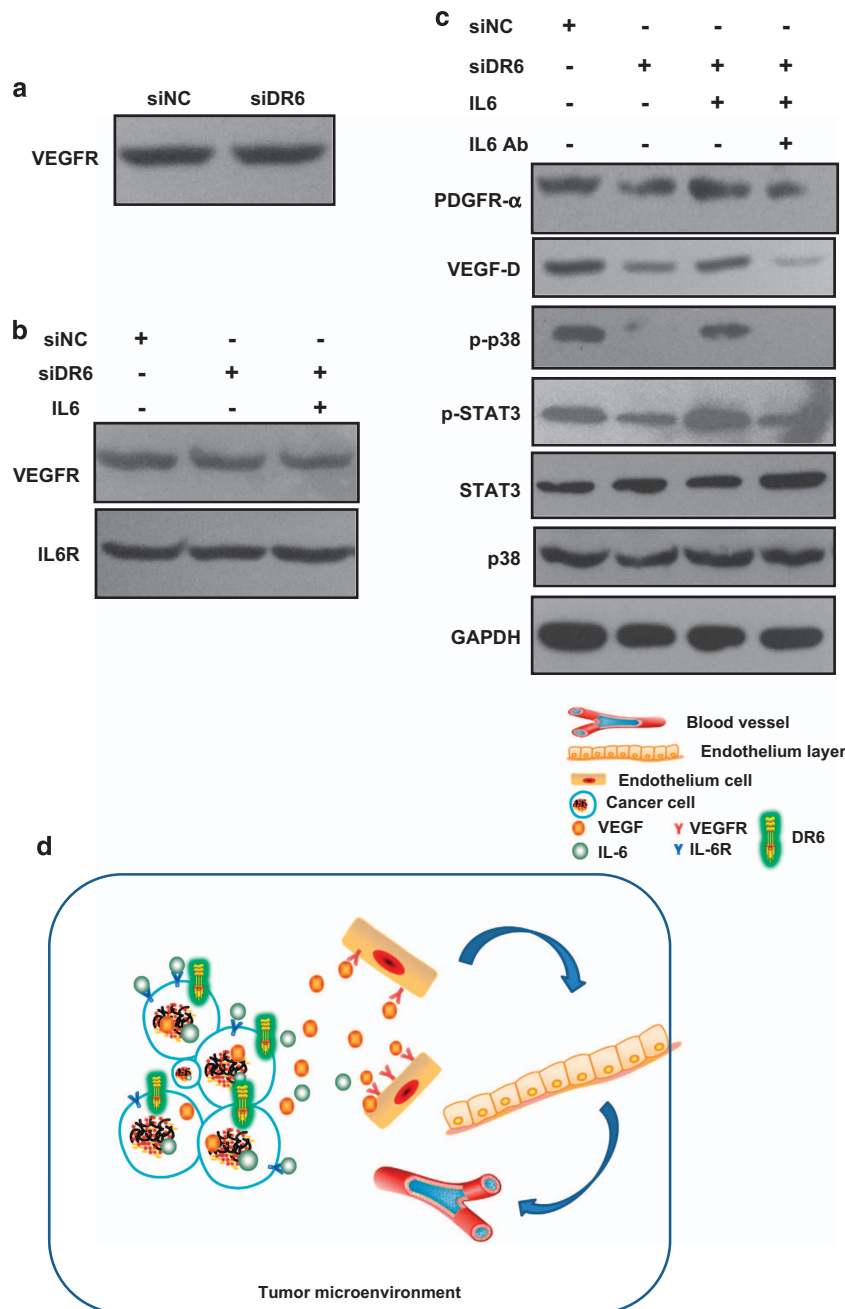 a
siNC siDR6
VEGFR
b
siNC + - -
siDR6 - + +
IL6 - - +
VEGFR
IL6R
c
siNC + - - -
siDR6 - + + +
IL6 - - + +
IL6 Ab - - - +
PDGFR-α
VEGF-D
p-p38
p-STAT3
STAT3
p38
GAPDH
Blood vessel
Endothelium layer
Endothelium cell
Cancer cell
VEGF VEGFR
IL-6 IL-6R
DR6
d
Tumor microenvironment